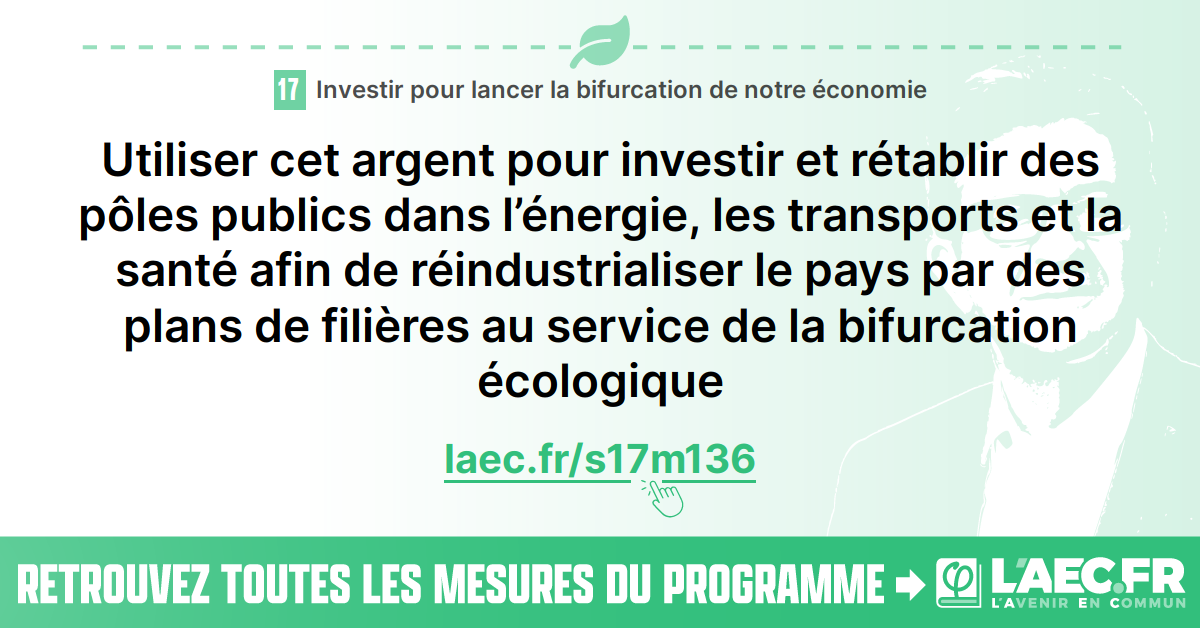 17 Investir pour lancer la bifurcation de notre économie
Utiliser cet argent pour investir et rétablir des
pôles publics dans l’énergie, les transports et la
santé afin de réindustrialiser le pays par des
plans de filières au service de la bifurcation
écologique
laec.fr/s17m136
RETROUVEZ TOUTES LES MESURES DU PROGRAMME
L'AEC.FR
L'AVENIR EN COMMUN